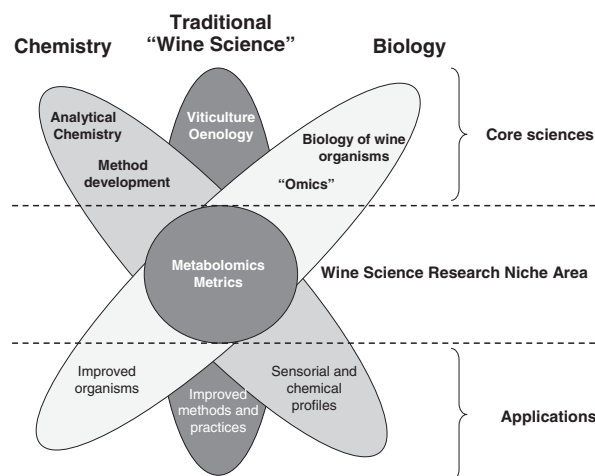 Traditional
Chemistry
“Wine Science”
Biology
Analytical
Chemistry
Method
development
Viticulture
Oenology
Biology of wine
organisms
“Omics”
Core sciences
Metabolomics
Metrics
Wine Science Research Niche Area
Improved
organisms
Improved
methods and
practices
Sensorial and
chemical
profiles
Applications